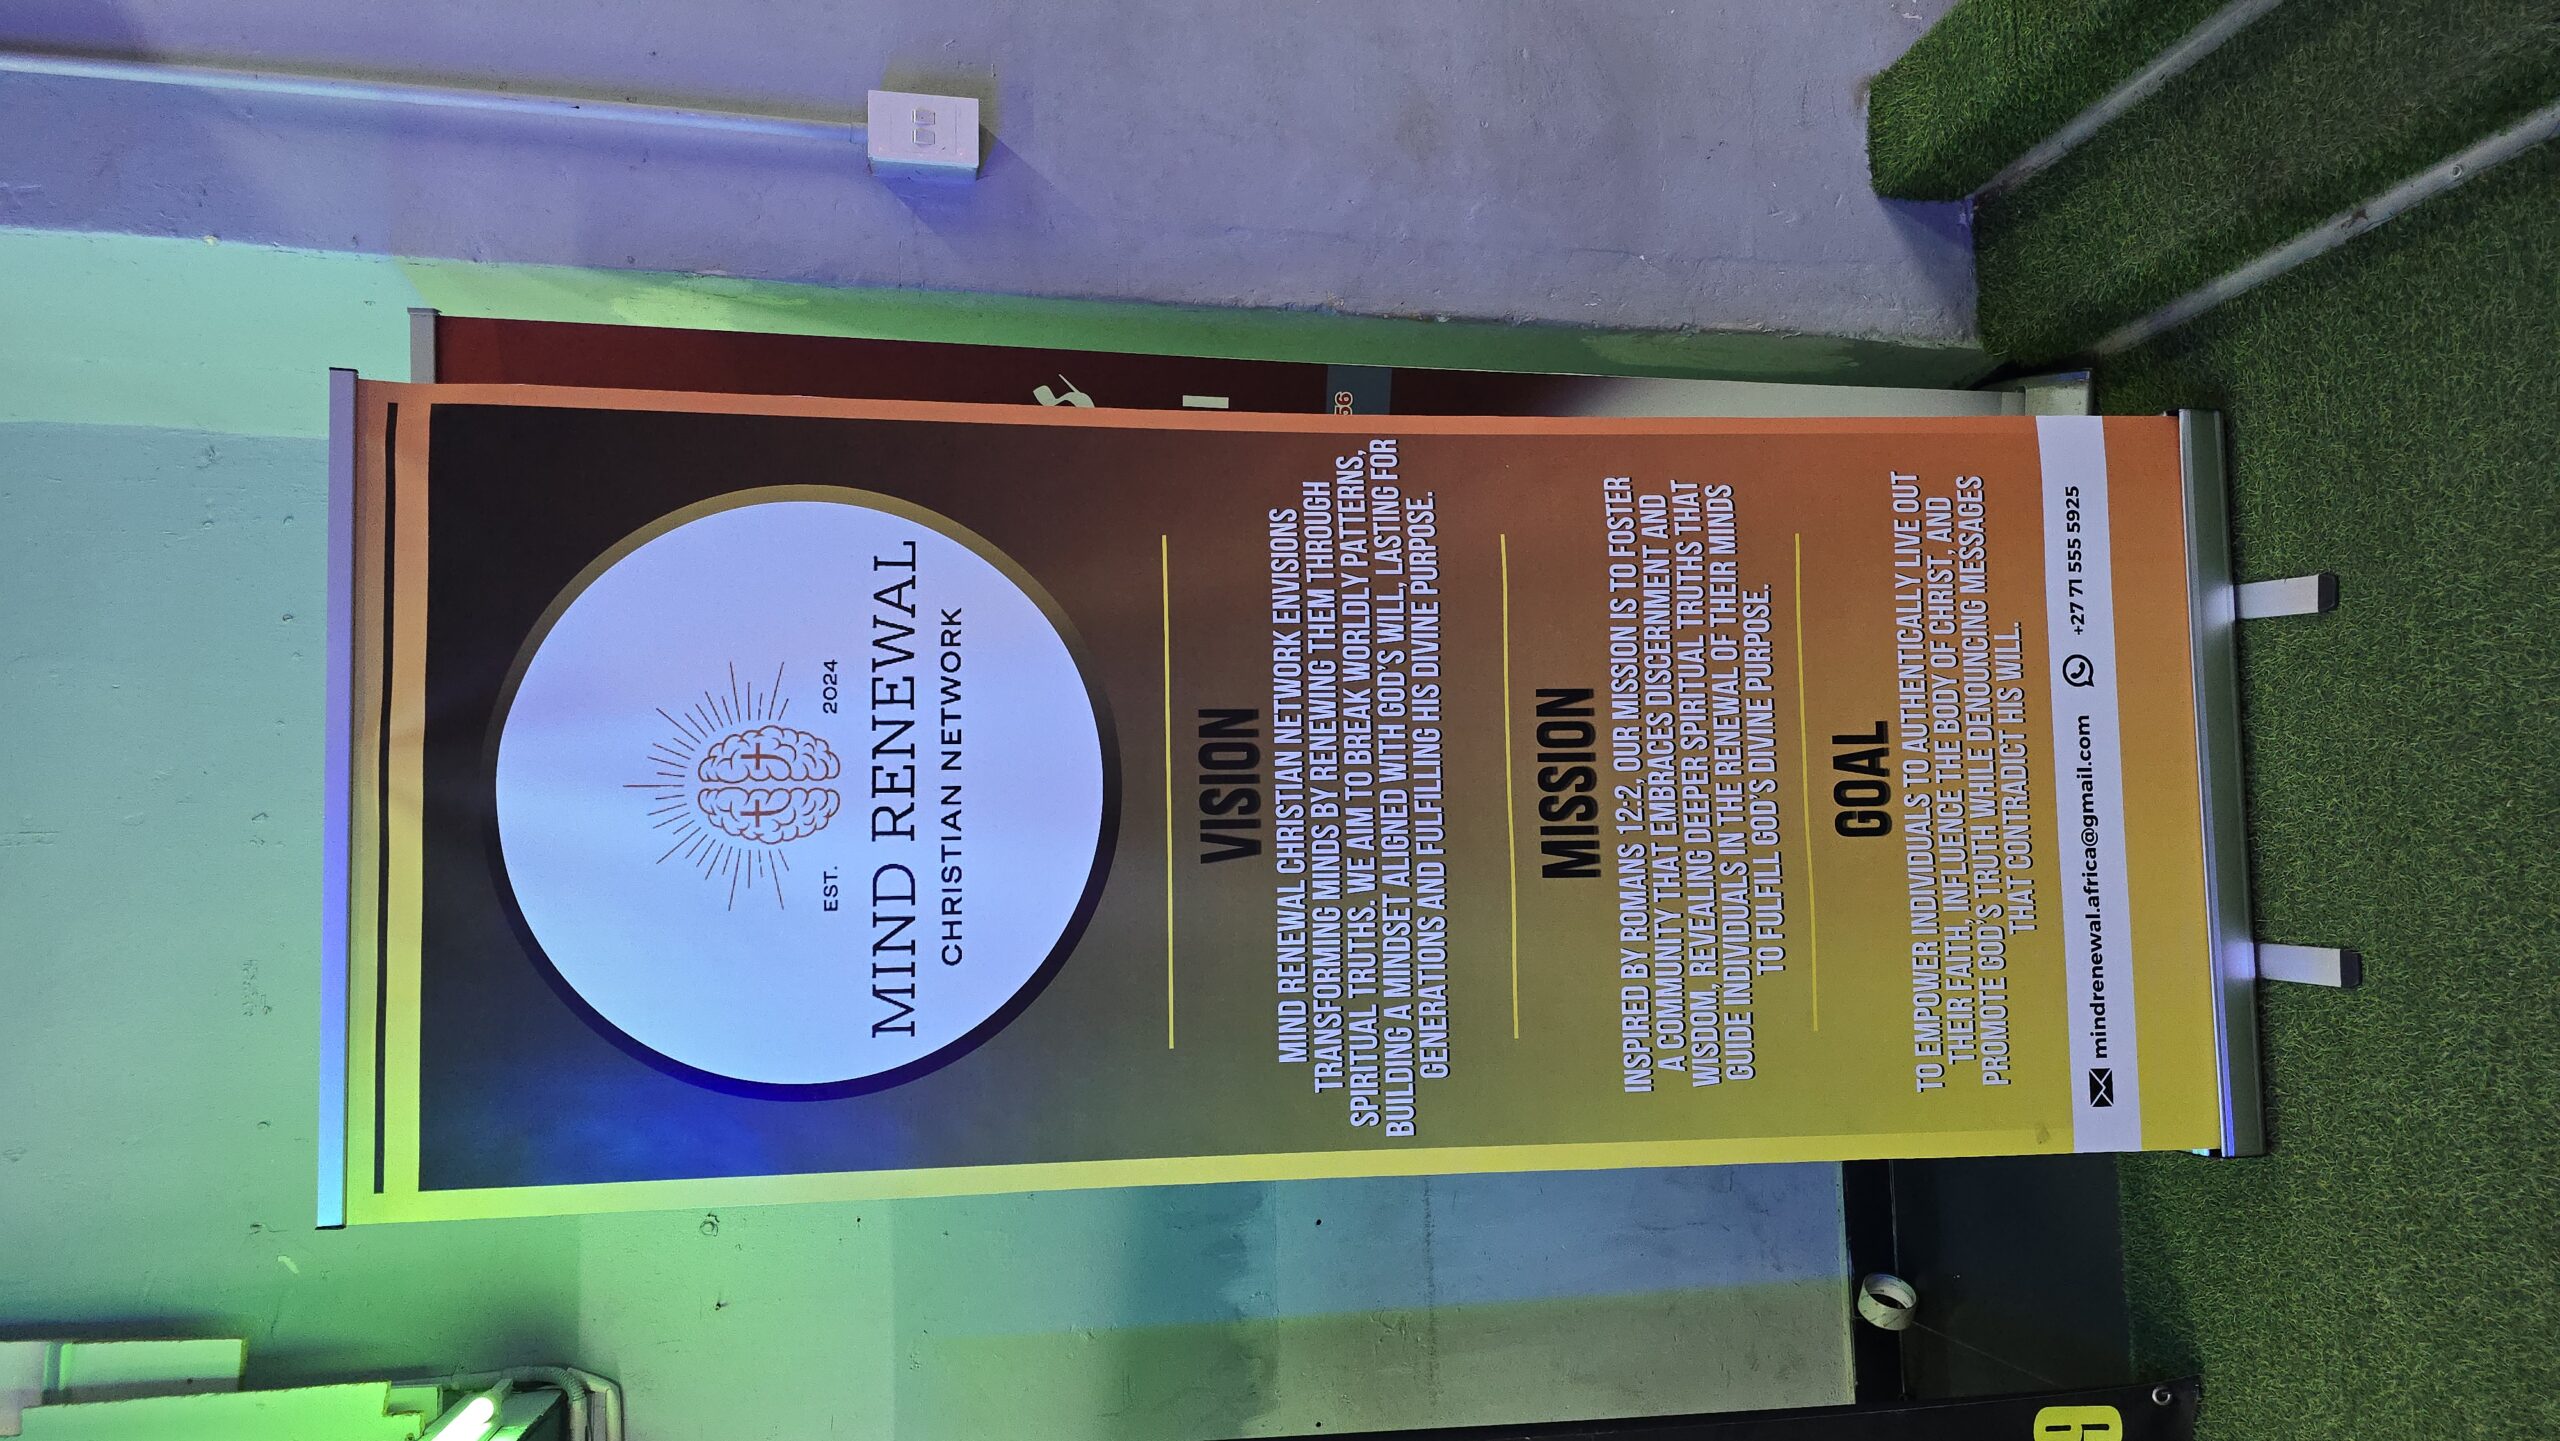 EST. 2024
MIND RENEWAL
CHRISTIAN NETWORK
VISION
MIND RENEWAL CHRISTIAN NETWORK ENVISIONS
TRANSFORMING MINDS BY RENEWING THEM THROUGH
SPIRITUAL TRUTHS. WE AIM TO BREAK WORLDLY PATTERNS,
BUILDING A MINDSET ALIGNED WITH GOD'S WILL, LASTING FOR
GENERATIONS AND FULFILLING HIS DIVINE PURPOSE.
MISSION
INSPIRED BY ROMANS 12:2, OUR MISSION IS TO FOSTER
A COMMUNITY THAT EMBRACES DISCERNMENT AND
WISDOM, REVEALING DEEPER SPIRITUAL TRUTHS THAT
GUIDE INDIVIDUALS IN THE RENEWAL OF THEIR MINDS
TO FULFILL GOD'S DIVINE PURPOSE.
GOAL
TO EMPOWER INDIVIDUALS TO AUTHENTICALLY LIVE OUT
THEIR FAITH, INFLUENCE THE BODY OF CHRIST, AND
PROMOTE GOD'S TRUTH WHILE DENOUNCING MESSAGES
THAT CONTRADICT HIS WILL.
mindrenewal.africa@gmail.com +27 71 555 5925
56